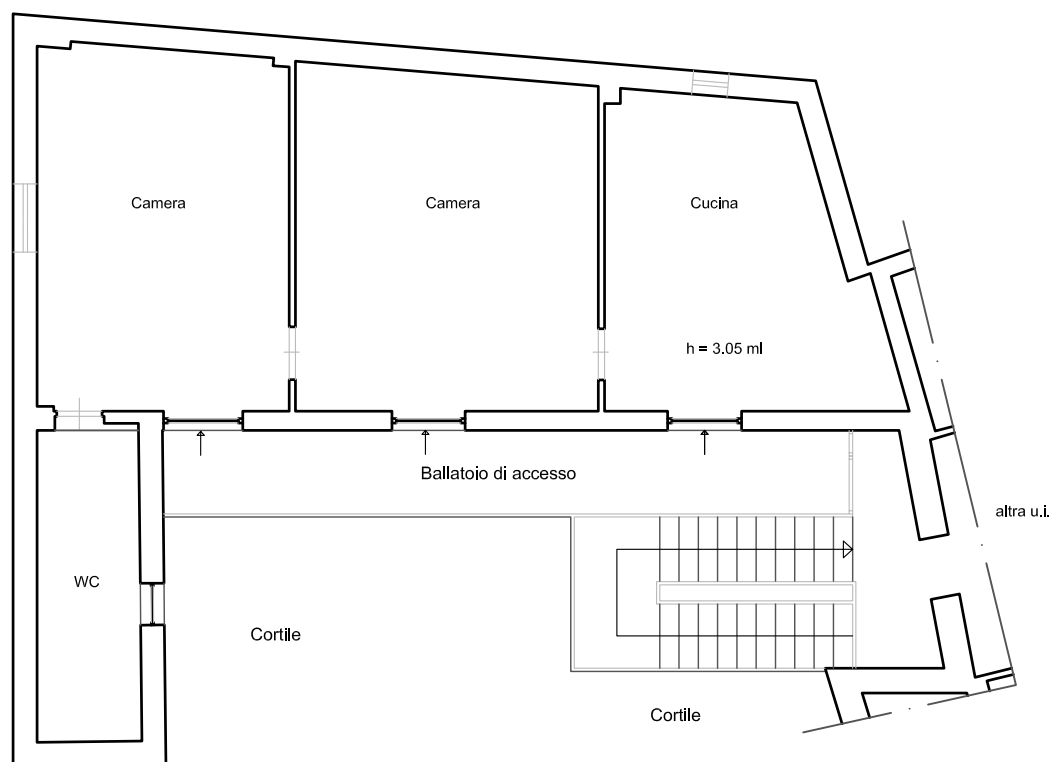 Camera
Camera
Cucina
h = 3.05 ml
Ballatoio di accesso
altra u.i.
WC
Cortile
Cortile